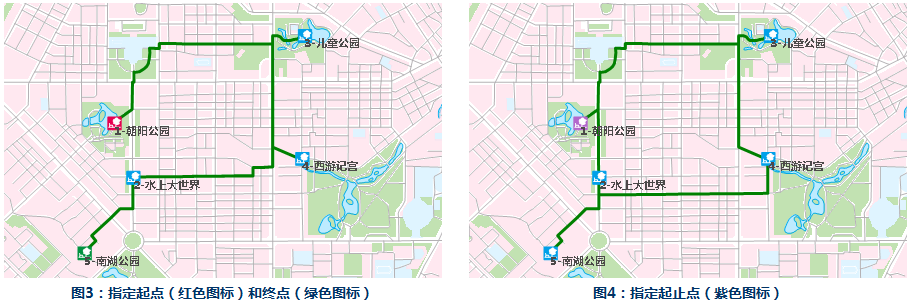 3-儿童公园
1-朝阳公园
4-西游记宫
2-水上大世界
5-南湖公园
图3：指定起点（红色图标）和终点（绿色图标）
3-儿童公园
1-朝阳公园
4-西游记宫
2-水上大世界
5-南湖公园
图4：指定起止点（紫色图标）